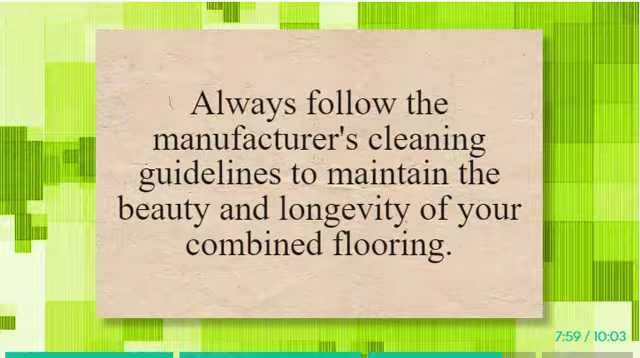 Always follow the
manufacturer's cleaning
guidelines to maintain the
beauty and longevity of your
combined flooring.
7:59 / 10:03